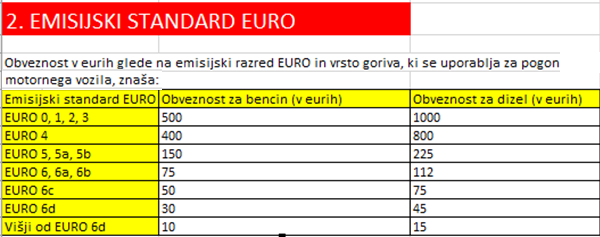 2. EMISIJSKI STANDARD EURO
Obveznost v eurih glede na emisijski razred EURO in vrsto goriva, ki se uporablja za pogon
motornega vozila, znaša:
Emisijski standard EURO Obveznost za bencin (v eurih) Obveznost za dizel (v eurih)
EURO 0, 1, 2, 3 500 1000
EURO 4 400 800
EURO 5, 5a, 5b 150 225
EURO 6, 6a, 6b 75 112
EURO 6c 50 75
EURO 6d 30 45
Višji od EURO 6d 10 15